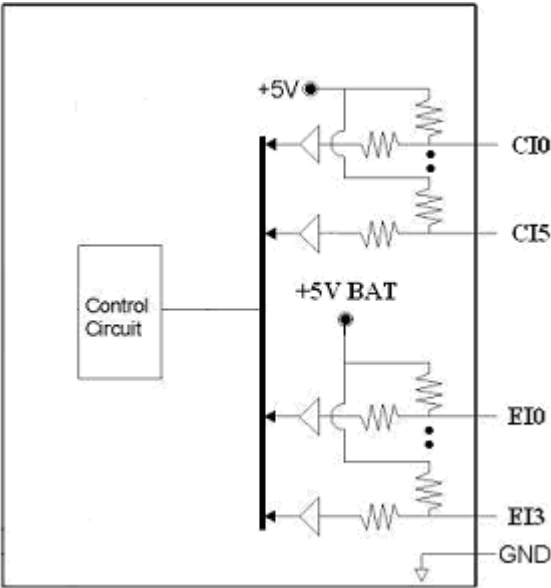 +5V
CI0
CI5
+5V BAT
Control
Circuit
EI0
EI3
GND